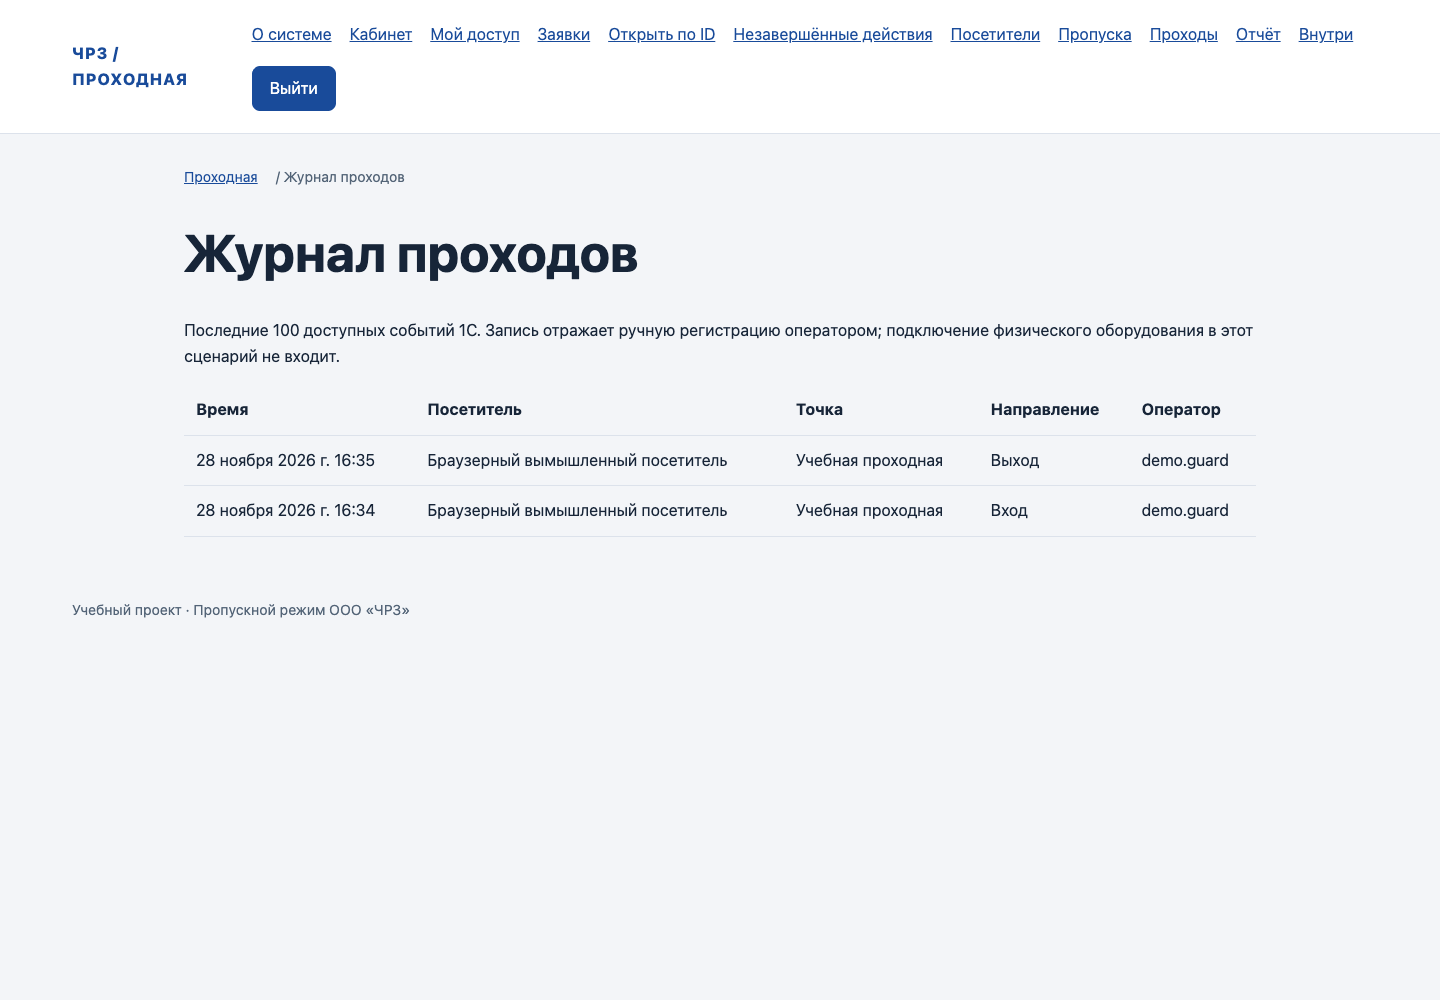 ЧРЗ /
ПРОХОДНАЯ
О системе Кабинет Мой доступ Заявки Открыть по ID Незавершённые действия Посетители Пропуска Проходы Отчёт Внутри
Выйти
Проходная / Журнал проходов
Журнал проходов
Последние 100 доступных событий 1С. Запись отражает ручную регистрацию оператором; подключение физического оборудования в этот
сценарий не входит.
Время Посетитель Точка Направление Оператор
28 ноября 2026 г. 16:35 Браузерный вымышленный посетитель Учебная проходная Выход demo.guard
28 ноября 2026 г. 16:34 Браузерный вымышленный посетитель Учебная проходная Вход demo.guard
Учебный проект · Пропускной режим ООО «ЧРЗ»